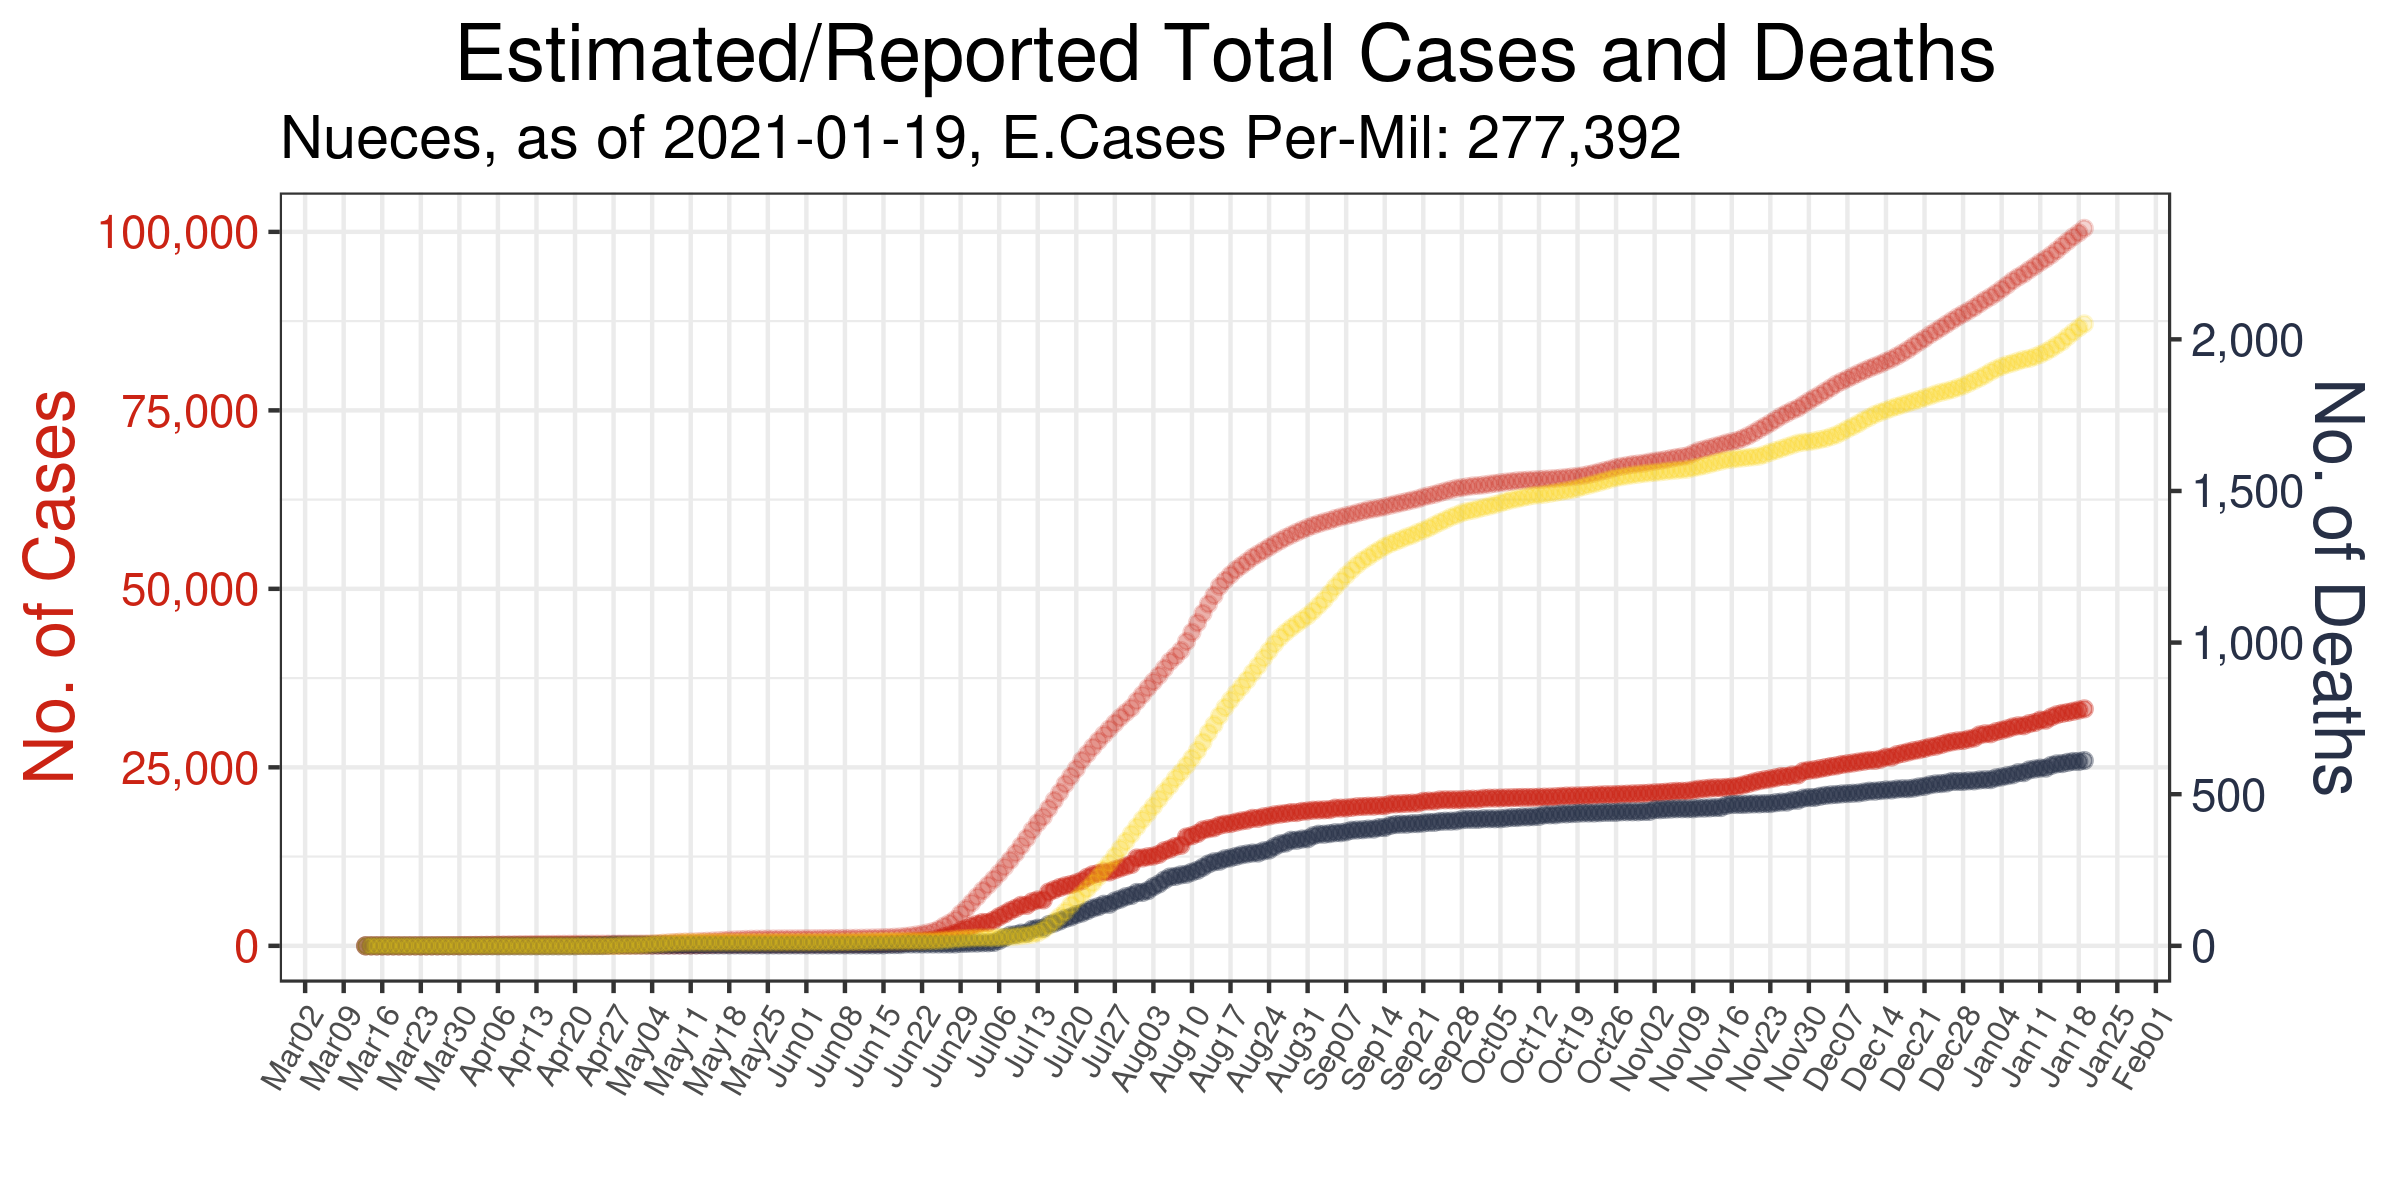 Estimated/Reported Total Cases and Deaths
Nueces, as of 2021-01-19, E.Cases Per-Mil: 277,392
No. of Cases
100,000
75,000
50,000
25,000
0
2,000
1,500
1,000
500
0
No. of Deaths
Mar02
Mar09
Mar16
Mar23
Mar30
Apr06
Apr13
Apr20
Apr27
May04
May11
May18
May25
Jun01
Jun08
Jun15
Jun22
Jun29
Jul06
Jul13
Jul20
Jul27
Aug03
Aug10
Aug17
Aug24
Aug31
Sep07
Sep14
Sep21
Sep28
Oct05
Oct12
Oct19
Oct26
Nov02
Nov09
Nov16
Nov23
Nov30
Dec07
Dec14
Dec21
Dec28
Jan04
Jan11
Jan18
Jan25
Feb01